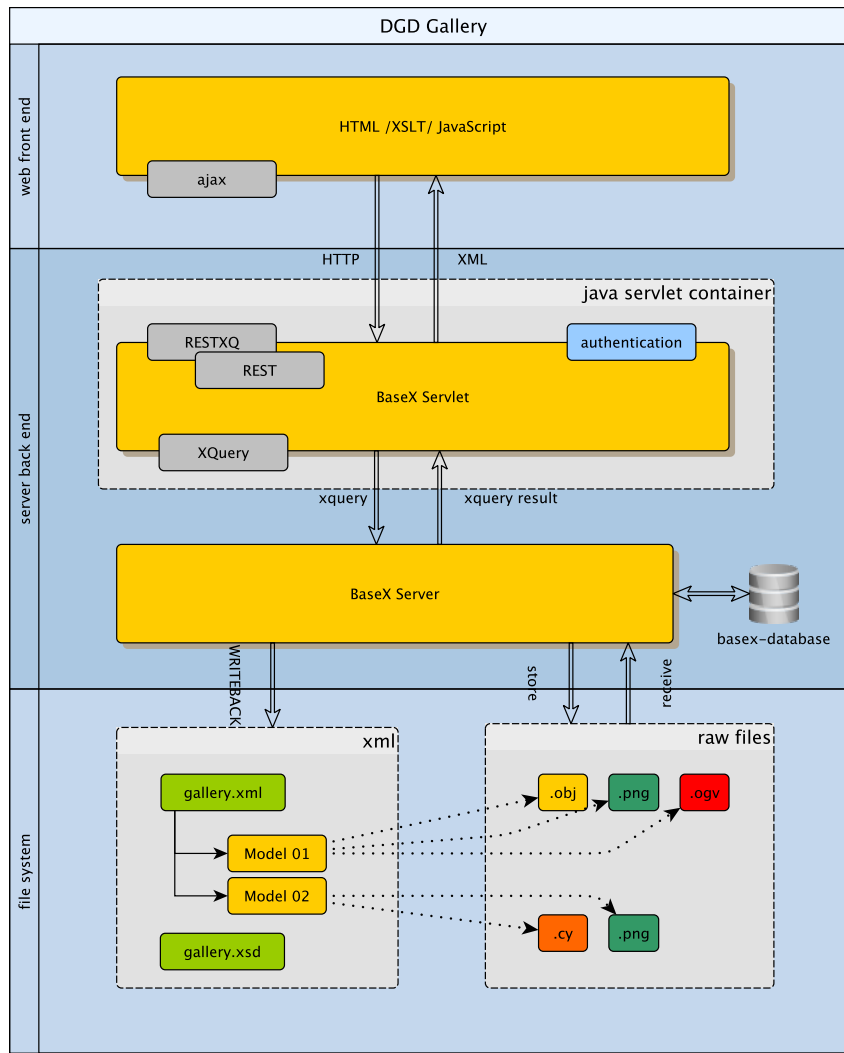 DGD Gallery
web front end
HTML /XSLT/ JavaScript
ajax
HTTP
XML
server back end
java servlet container
RESTXQ
REST
authentication
BaseX Servlet
XQuery
xquery
xquery result
BaseX Server
basex-database
WRITEBACK
store
receive
file system
xml
gallery.xml
Model 01
Model 02
gallery.xsd
raw files
.obj
.png
.ogv
.cy
.png